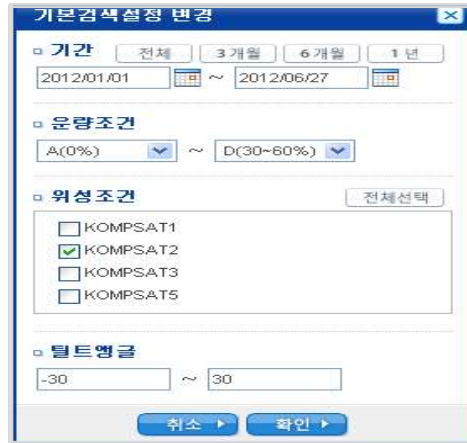 기본검색설정 변경
기간 전체 3개월 6개월 1년
2012/01/01 ~ 2012/06/27
운량조건
A(0%) ~ D(30~60%)
위성조건 전체선택
KOMPSAT1
KOMPSAT2
KOMPSAT3
KOMPSAT5
틸트앵글
-30 ~ 30
취소 확인